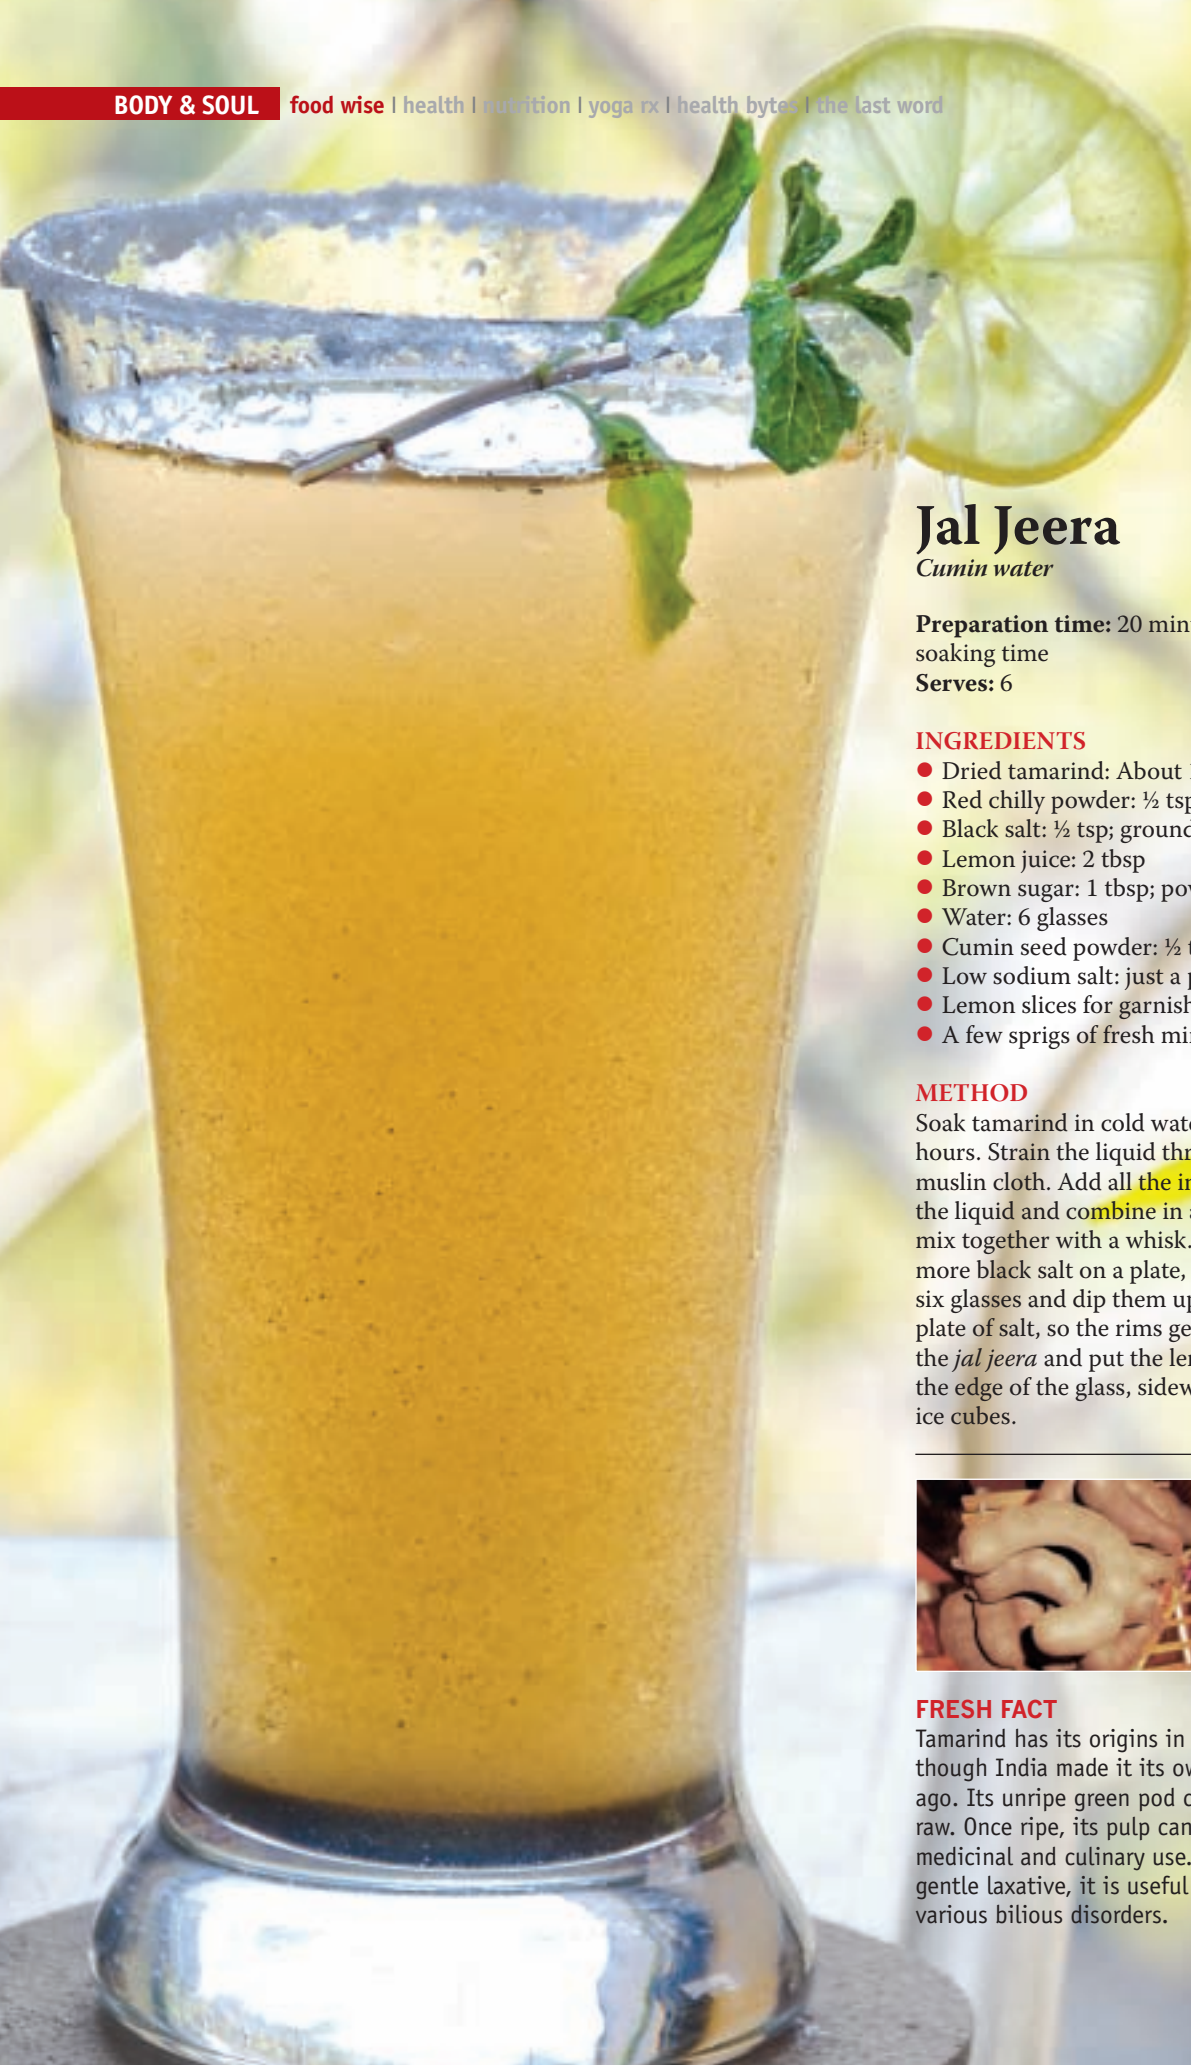 BODY & SOUL food wise | health | nutrition | yoga rx | health bytes | the last word
Jal Jeera
Cumin water
Preparation time: 20
soaking time
Serves: 6
INGREDIENTS
● Dried tamarind: About
● Red chilly powder: ½ tsp
● Black salt: ½ tsp; ground
● Lemon juice: 2 tbsp
● Brown sugar: 1 tbsp;
● Water: 6 glasses
● Cumin seed powder: ½
● Low sodium salt: just a
● Lemon slices for garnish
● A few sprigs of fresh
METHOD
Soak tamarind in cold
hours. Strain the liquid
muslin cloth. Add all the
the liquid and combine in
mix together with a whisk.
more black salt on a plate,
six glasses and dip them
plate of salt, so the rims
the jal jeera and put the
the edge of the glass,
ice cubes.
FRESH FACT
Tamarind has its origins in
though India made it its
ago. Its unripe green pod
raw. Once ripe, its pulp can
medicinal and culinary use.
gentle laxative, it is useful
various bilious disorders.